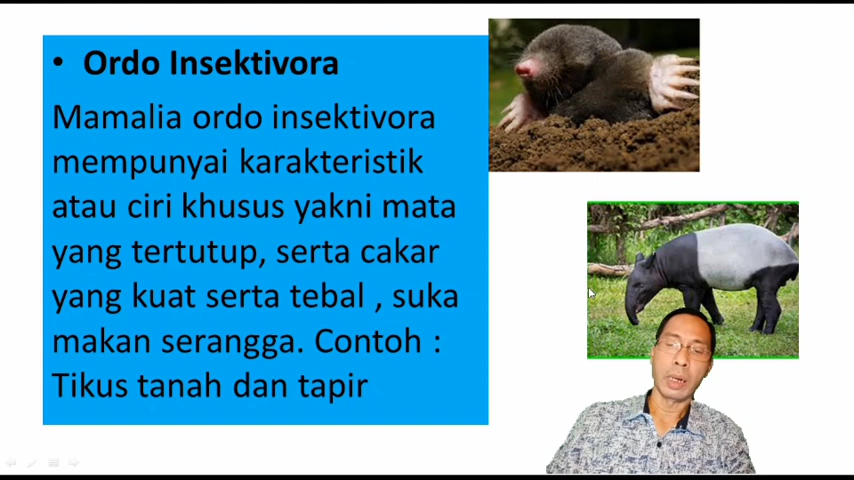 • Ordo Insektivora
Mamalia ordo insektivora
mempunyai karakteristik
atau ciri khusus yakni mata
yang tertutup, serta cakar
yang kuat serta tebal , suka
makan serangga. Contoh :
Tikus tanah dan tapir